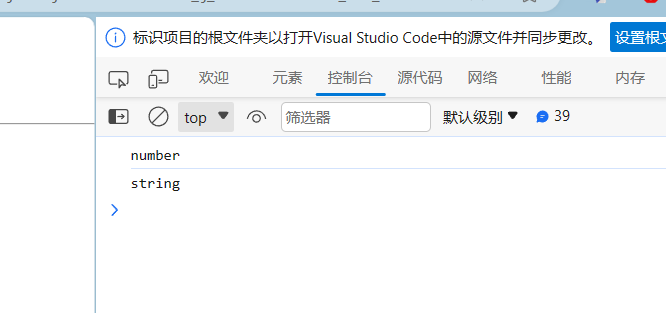 标识项目的根文件夹以打开Visual Studio Code中的源文件并同步更改。 设置根文
欢迎 元素 控制台 源代码 网络 性能 内存
top 筛选器 默认级别 39
number
string